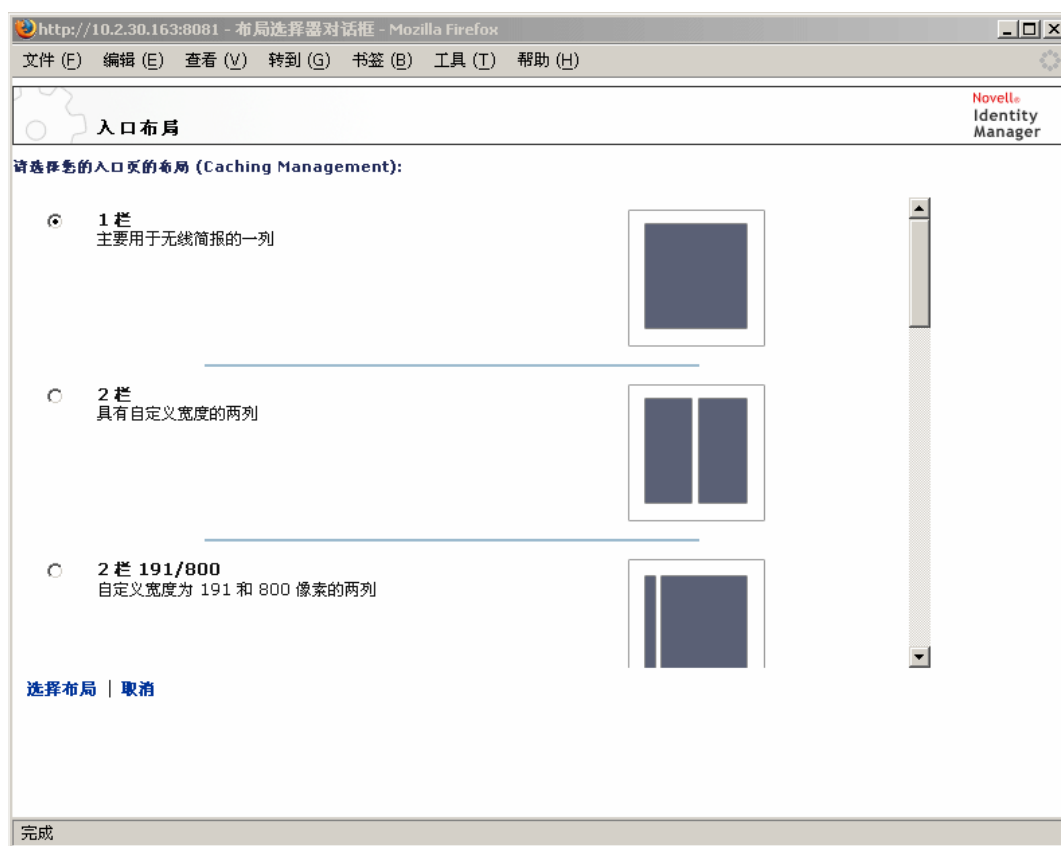 http://10.2.30.163:8081 - 布局选择器对话框 - Mozilla Firefox
文件 (F) 编辑 (E) 查看 (V) 转到 (G) 书签 (B) 工具 (T) 帮助 (H)
入口布局
Novell®
Identity
Manager
请选择您的入口页的布局 (Caching Management):
1 栏
主要用于无线简报的一列
2 栏
具有自定义宽度的两列
2 栏 191/800
自定义宽度为 191 和 800 像素的两列
选择布局 | 取消
完成